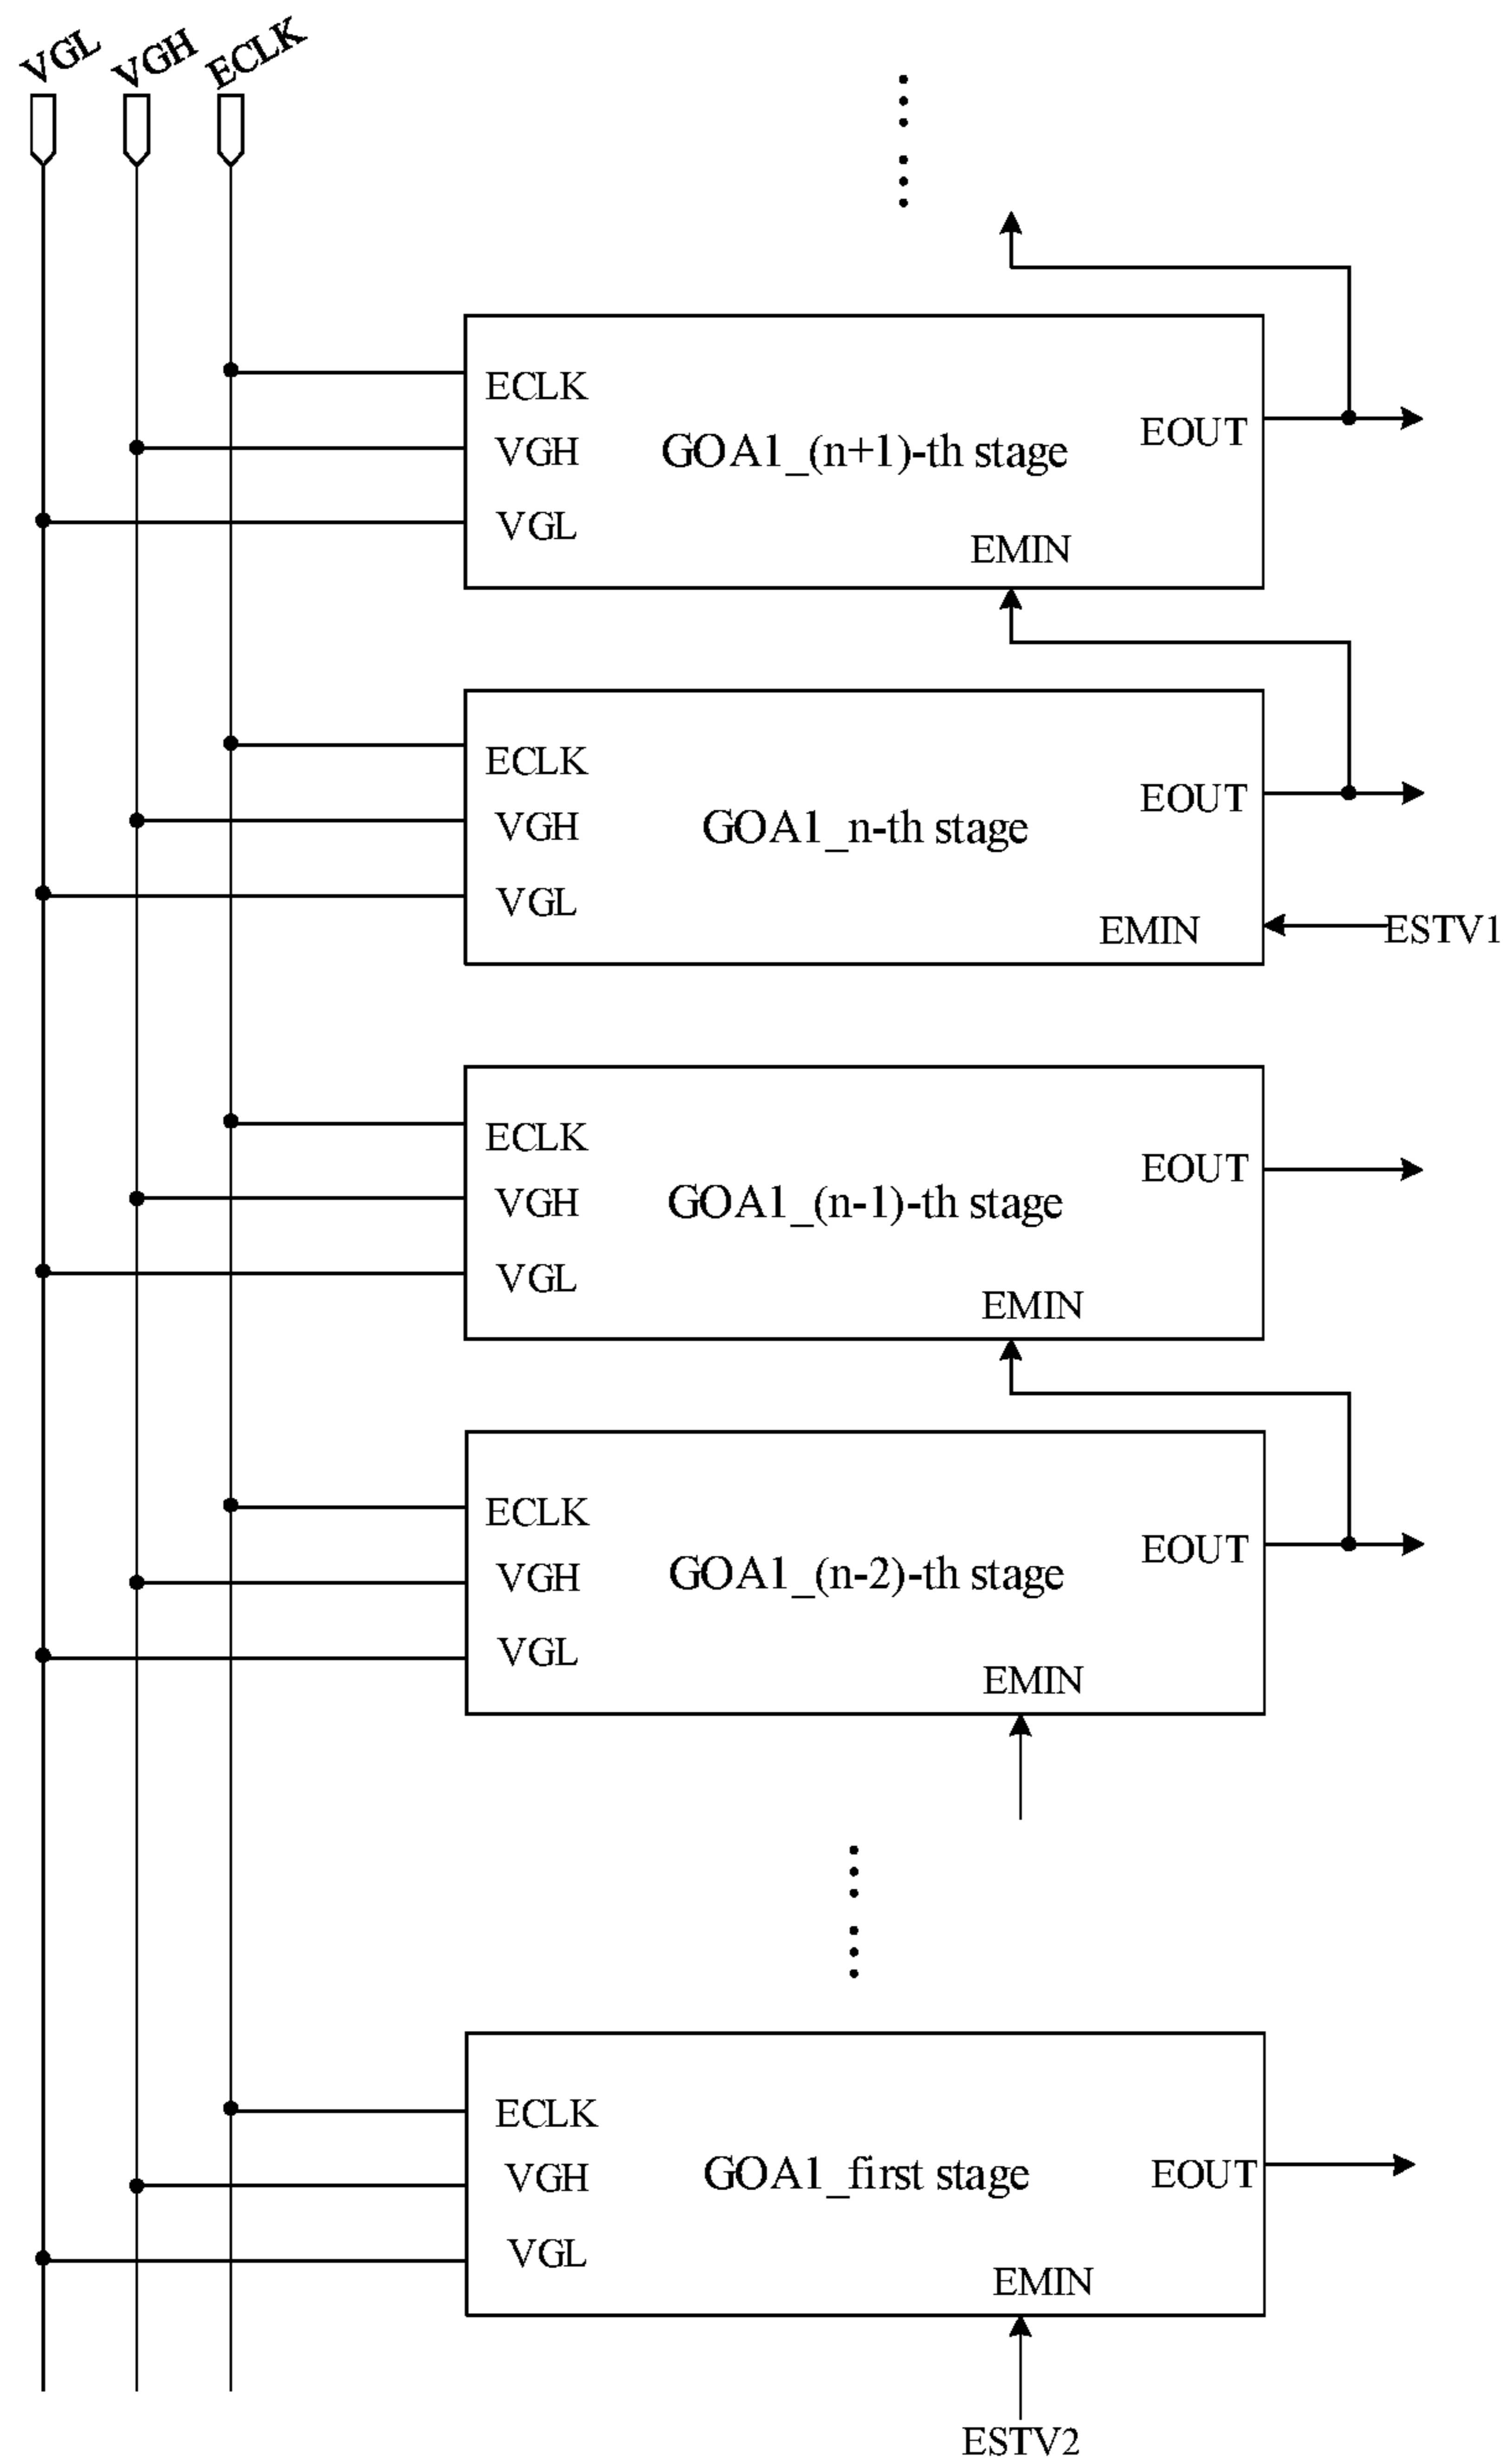 VGL
VGH
ECLK
ECLK
VGH
VGL
GOA1_(n+1)-th stage
EOUT
EMIN
ECLK
VGH
VGL
GOA1_n-th stage
EOUT
EMIN
ESTV1
ECLK
VGH
VGL
GOA1_(n-1)-th stage
EOUT
EMIN
ECLK
VGH
VGL
GOA1_(n-2)-th stage
EOUT
EMIN
ECLK
VGH
VGL
GOA1_first stage
EOUT
EMIN
ESTV2